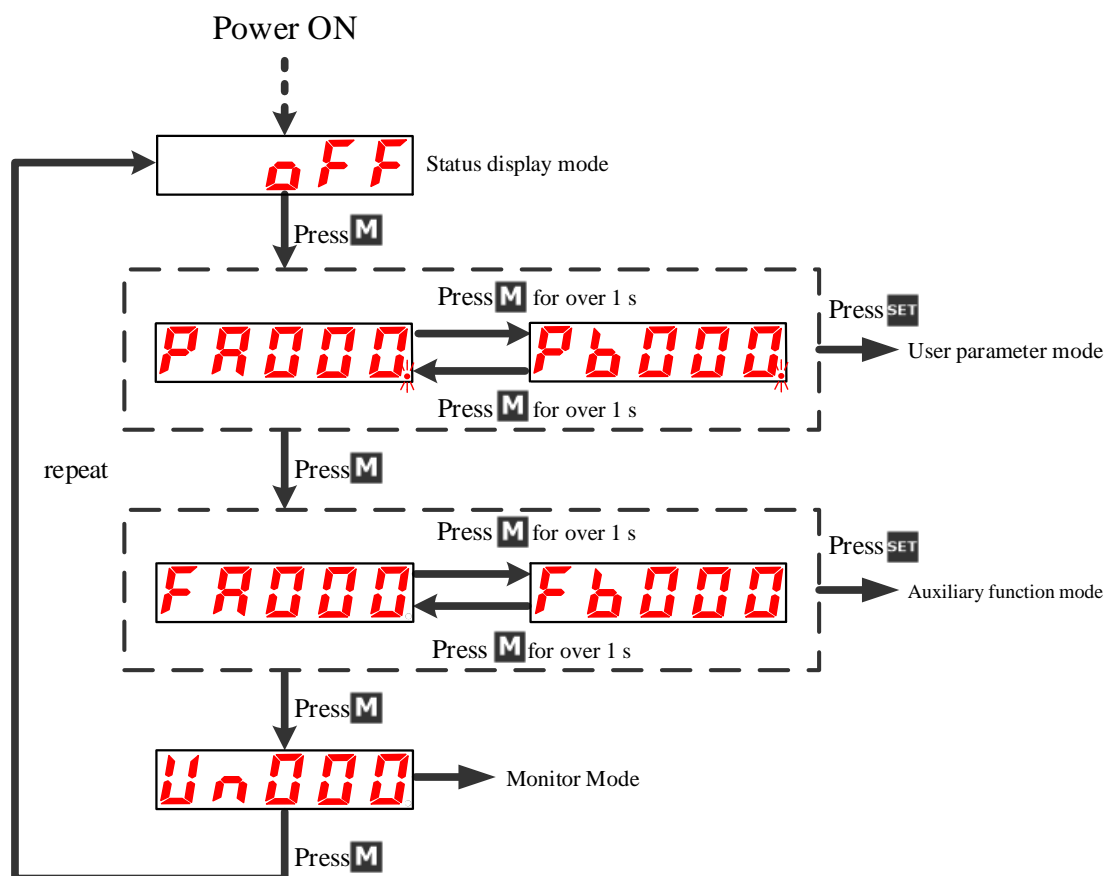 Power ON
oFF
Status display mode
Press M
Press M for over 1 s
PA000.
Pb000.
Press SET
User parameter mode
Press M for over 1 s
repeat
Press M
Press M for over 1 s
FA000
Fb000
Press SET
Auxiliary function mode
Press M for over 1 s
Press M
Un000
Monitor Mode
Press M